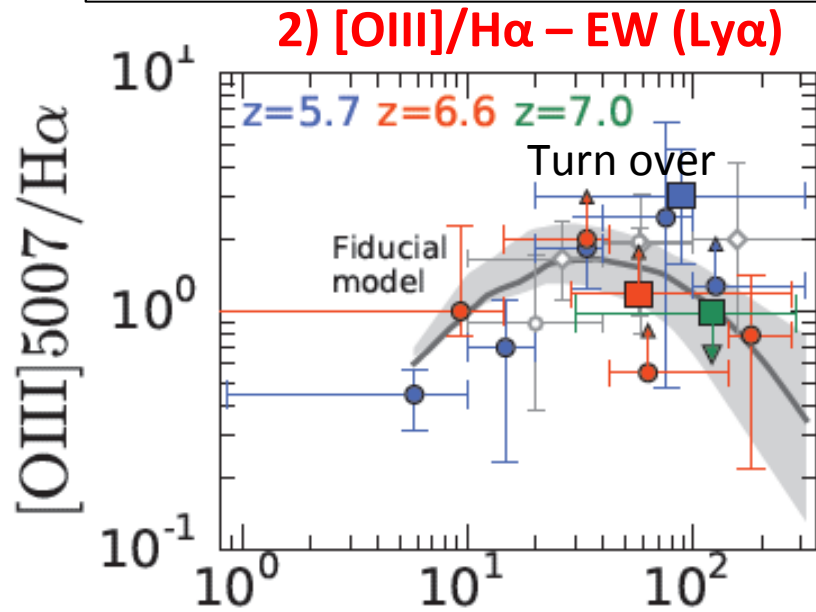 2) [OIII]/Hα – EW (Lyα)
10¹
z=5.7 z=6.6 z=7.0
Turn over
Fiducial
model
[OIII]5007/Hα
10⁰
10⁻¹
10⁰ 10¹ 10²